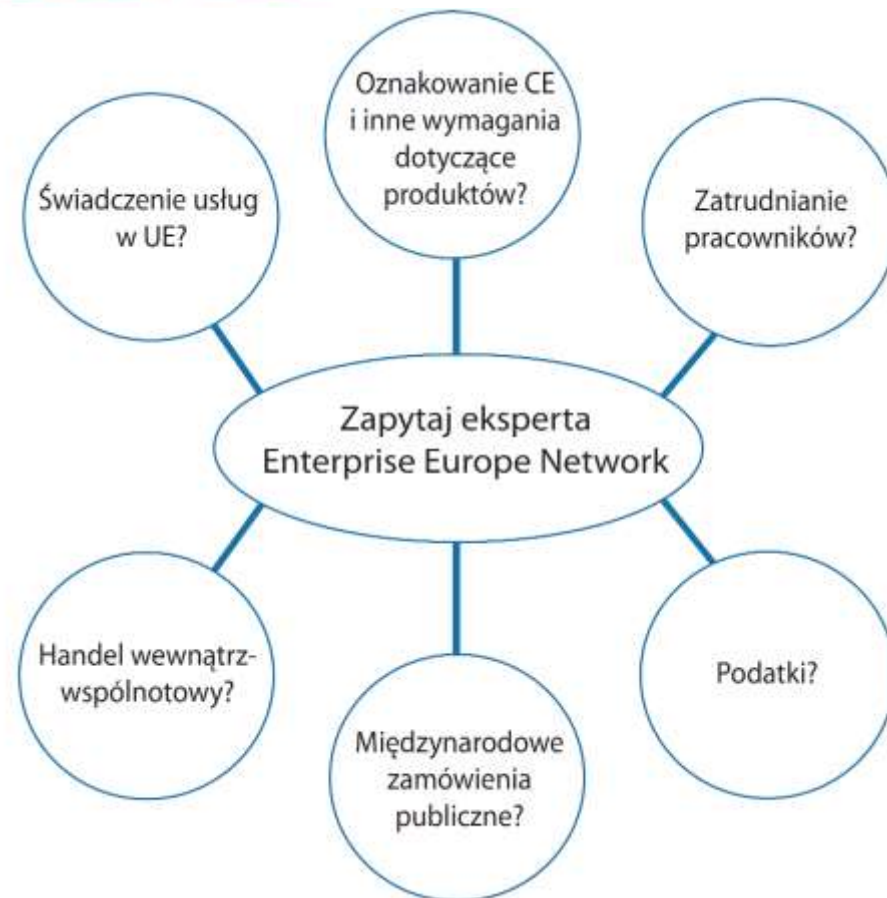 Oznakowanie CE
i inne wymagania
dotyczące
produktów?
Świadczenie usług
w UE?
Zatrudnianie
pracowników?
Zapytaj eksperta
Enterprise Europe Network
Handel wewnątrz-
wspólnotowy?
Podatki?
Międzynarodowe
zamówienia
publiczne?